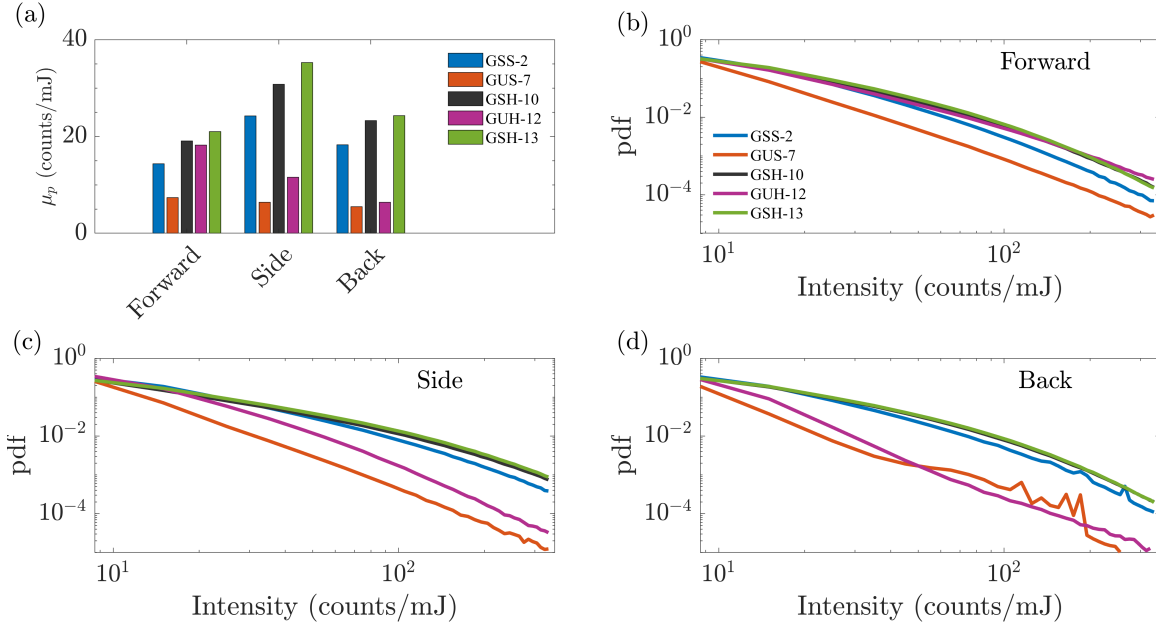 (a)
40
20
0
μp (counts/mJ)
GSS-2
GUS-7
GSH-10
GUH-12
GSH-13
Forward
Side
Back
(b)
10^0
10^-2
10^-4
pdf
Forward
GSS-2
GUS-7
GSH-10
GUH-12
GSH-13
10^1
10^2
Intensity (counts/mJ)
(c)
10^0
10^-2
10^-4
pdf
Side
10^1
10^2
Intensity (counts/mJ)
(d)
10^0
10^-2
10^-4
pdf
Back
10^1
10^2
Intensity (counts/mJ)